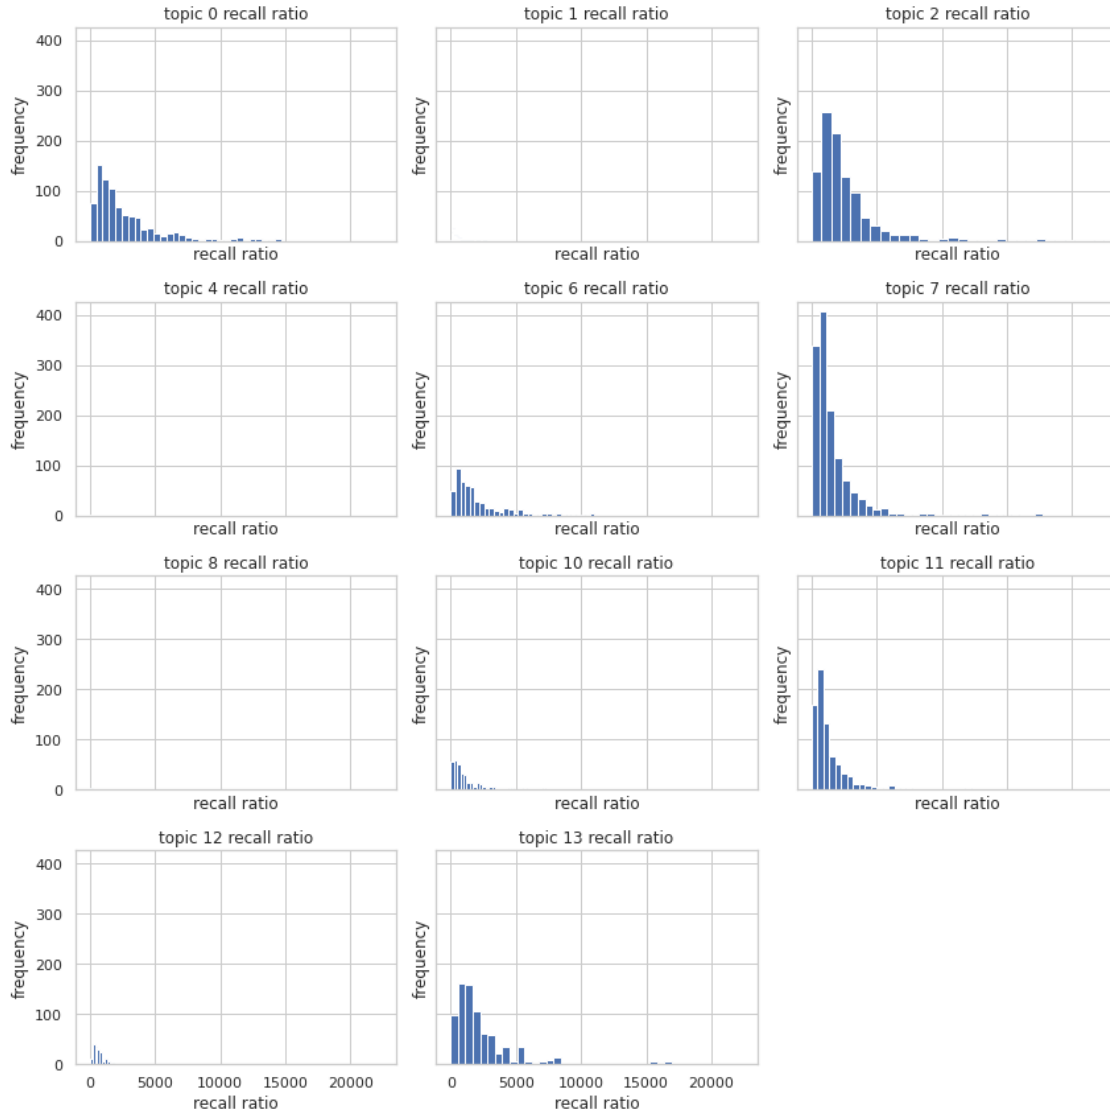 topic 0 recall ratio
topic 1 recall ratio
topic 2 recall ratio
400
300
200
100
0
frequency
frequency
frequency
recall ratio
recall ratio
recall ratio
topic 4 recall ratio
topic 6 recall ratio
topic 7 recall ratio
400
300
200
100
0
frequency
frequency
frequency
recall ratio
recall ratio
recall ratio
topic 8 recall ratio
topic 10 recall ratio
topic 11 recall ratio
400
300
200
100
0
frequency
frequency
frequency
recall ratio
recall ratio
recall ratio
topic 12 recall ratio
topic 13 recall ratio
400
300
200
100
0
frequency
frequency
0 5000 10000 15000 20000
0 5000 10000 15000 20000
recall ratio
recall ratio